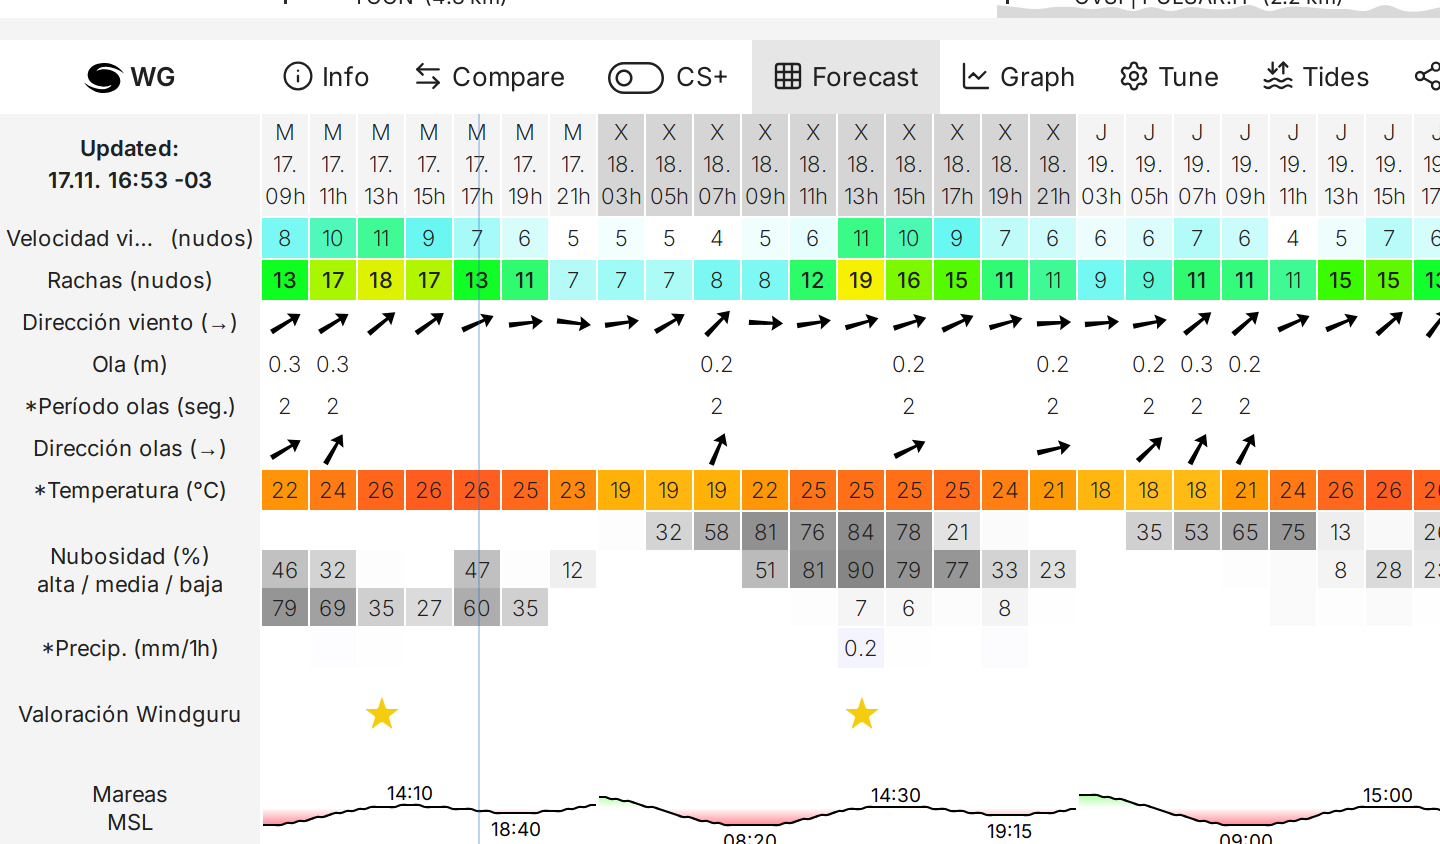 (2.2 km)
WG Info Compare CS+ Forecast Graph Tune Tides
Updated:
17.11. 16:53 -03
M M M M M M M X X X X X X X X X X J J J J J J J
17. 17. 17. 17. 17. 17. 17. 18. 18. 18. 18. 18. 18. 18. 18. 18. 18. 19. 19. 19. 19. 19. 19. 19.
09h 11h 13h 15h 17h 19h 21h 03h 05h 07h 09h 11h 13h 15h 17h 19h 21h 03h 05h 07h 09h 11h 13h 15h
Velocidad vi... (nudos) 8 10 11 9 7 6 5 5 5 4 5 6 11 10 9 7 6 6 6 7 6 4 5 7
Rachas (nudos) 13 17 18 17 13 11 7 7 7 8 8 12 19 16 15 11 11 9 9 11 11 11 15 15
Dirección viento (→)
Ola (m) 0.3 0.3 0.2 0.2 0.2 0.2 0.3 0.2
*Período olas (seg.) 2 2 2 2 2 2 2 2
Dirección olas (→)
*Temperatura (°C) 22 24 26 26 26 25 23 19 19 19 22 25 25 25 25 24 21 18 18 18 21 24 26 26
32 58 81 76 84 78 21 35 53 65 75 13
Nubosidad (%)
alta / media / baja
46 32 47 12 51 81 90 79 77 33 23 8 28
79 69 35 27 60 35 7 6 8
*Precip. (mm/1h) 0.2
Valoración Windguru
Mareas
MSL
14:10 14:30 15:00
18:40 08:20 19:15 09:00